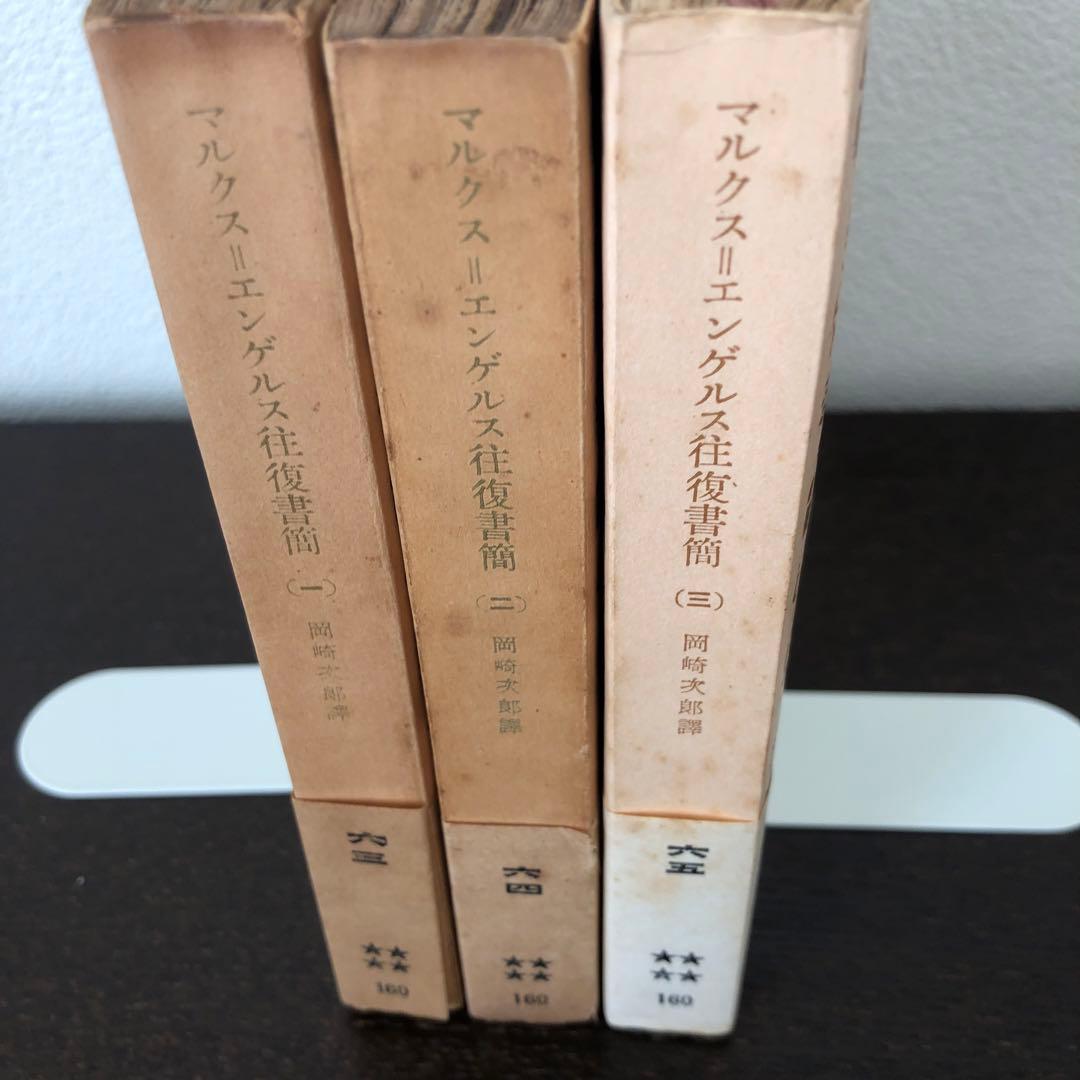 マルクス＝エンゲルス往復書簡（一）
岡崎次郎譯
六三
★★
★★
160
マルクス＝エンゲルス往復書簡（二）
岡崎次郎譯
六四
★★
★★
160
マルクス＝エンゲルス往復書簡（三）
岡崎次郎譯
六五
★★
★★
160